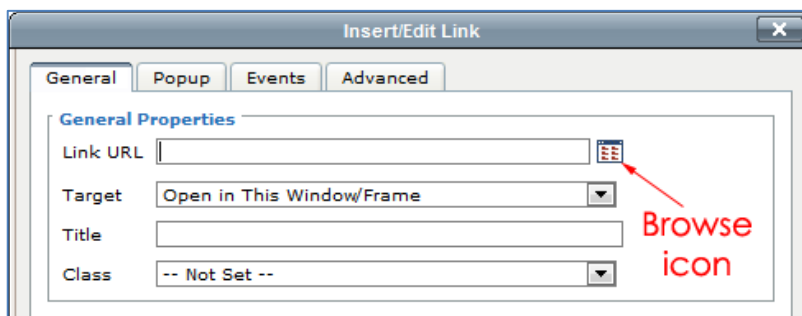 Insert/Edit Link
General Popup Events Advanced
General Properties
Link URL
Target Open in This Window/Frame
Title
Class -- Not Set --
Browse
icon